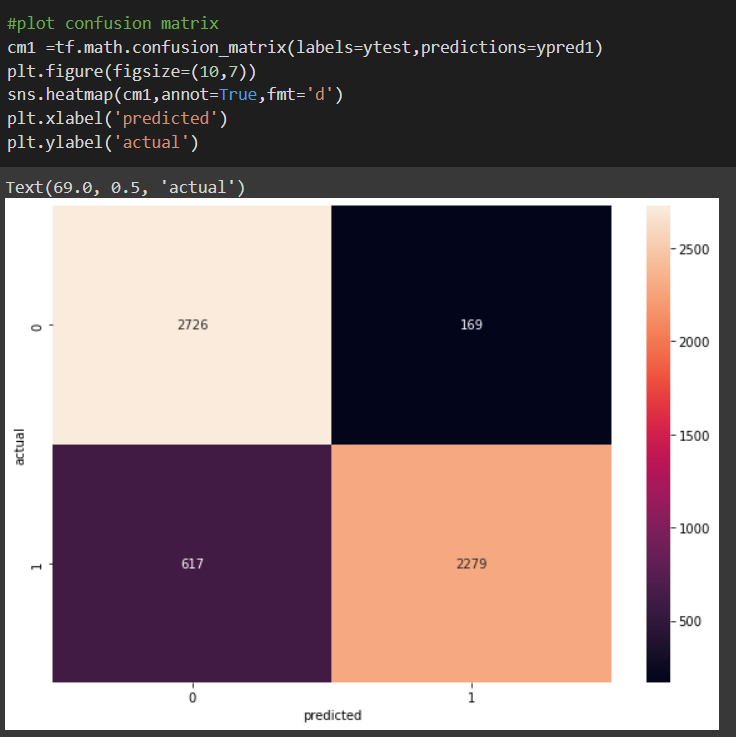 #plot confusion matrix
cm1 =tf.math.confusion_matrix(labels=ytest,predictions=ypred1)
plt.figure(figsize=(10,7))
sns.heatmap(cm1,annot=True,fmt='d')
plt.xlabel('predicted')
plt.ylabel('actual')
Text(69.0, 0.5, 'actual')
2500
2726
169
0
2000
actual
1500
1000
617
2279
1
500
0
1
predicted